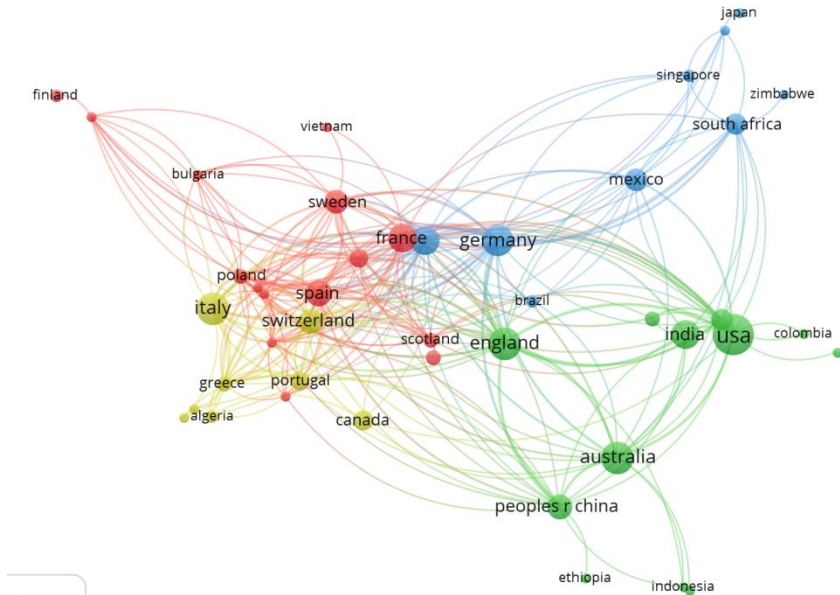 japan
singapore
finland
zimbabwe
vietnam
south africa
bulgaria
mexico
sweden
france
germany
poland
spain
brazil
italy
switzerland
england
scotland
india
usa
colombia
greece
portugal
algeria
canada
australia
peoples r china
ethiopia
indonesia